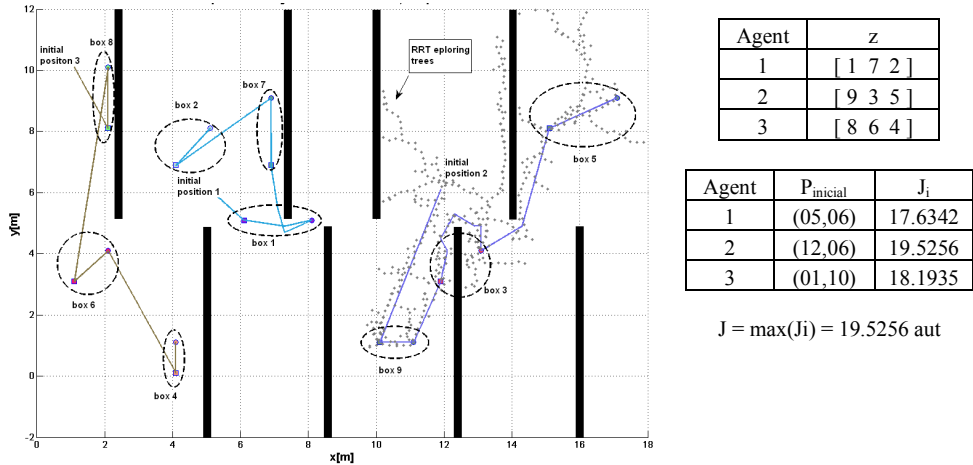 12
10
8
6
4
2
0
-2
0
2
4
6
8
10
12
14
16
18
y[m]
x[m]
initial
positon 3
box 8
box 7
box 2
initial
position 1
box 1
box 6
box 4
RRT eploring
trees
initial
position 2
box 3
box 9
box 5
Agent z
1 [ 1 7 2 ]
2 [ 9 3 5 ]
3 [ 8 6 4 ]
Agent Pinicial Ji
1 (05,06) 17.6342
2 (12,06) 19.5256
3 (01,10) 18.1935
J = max(Ji) = 19.5256 aut